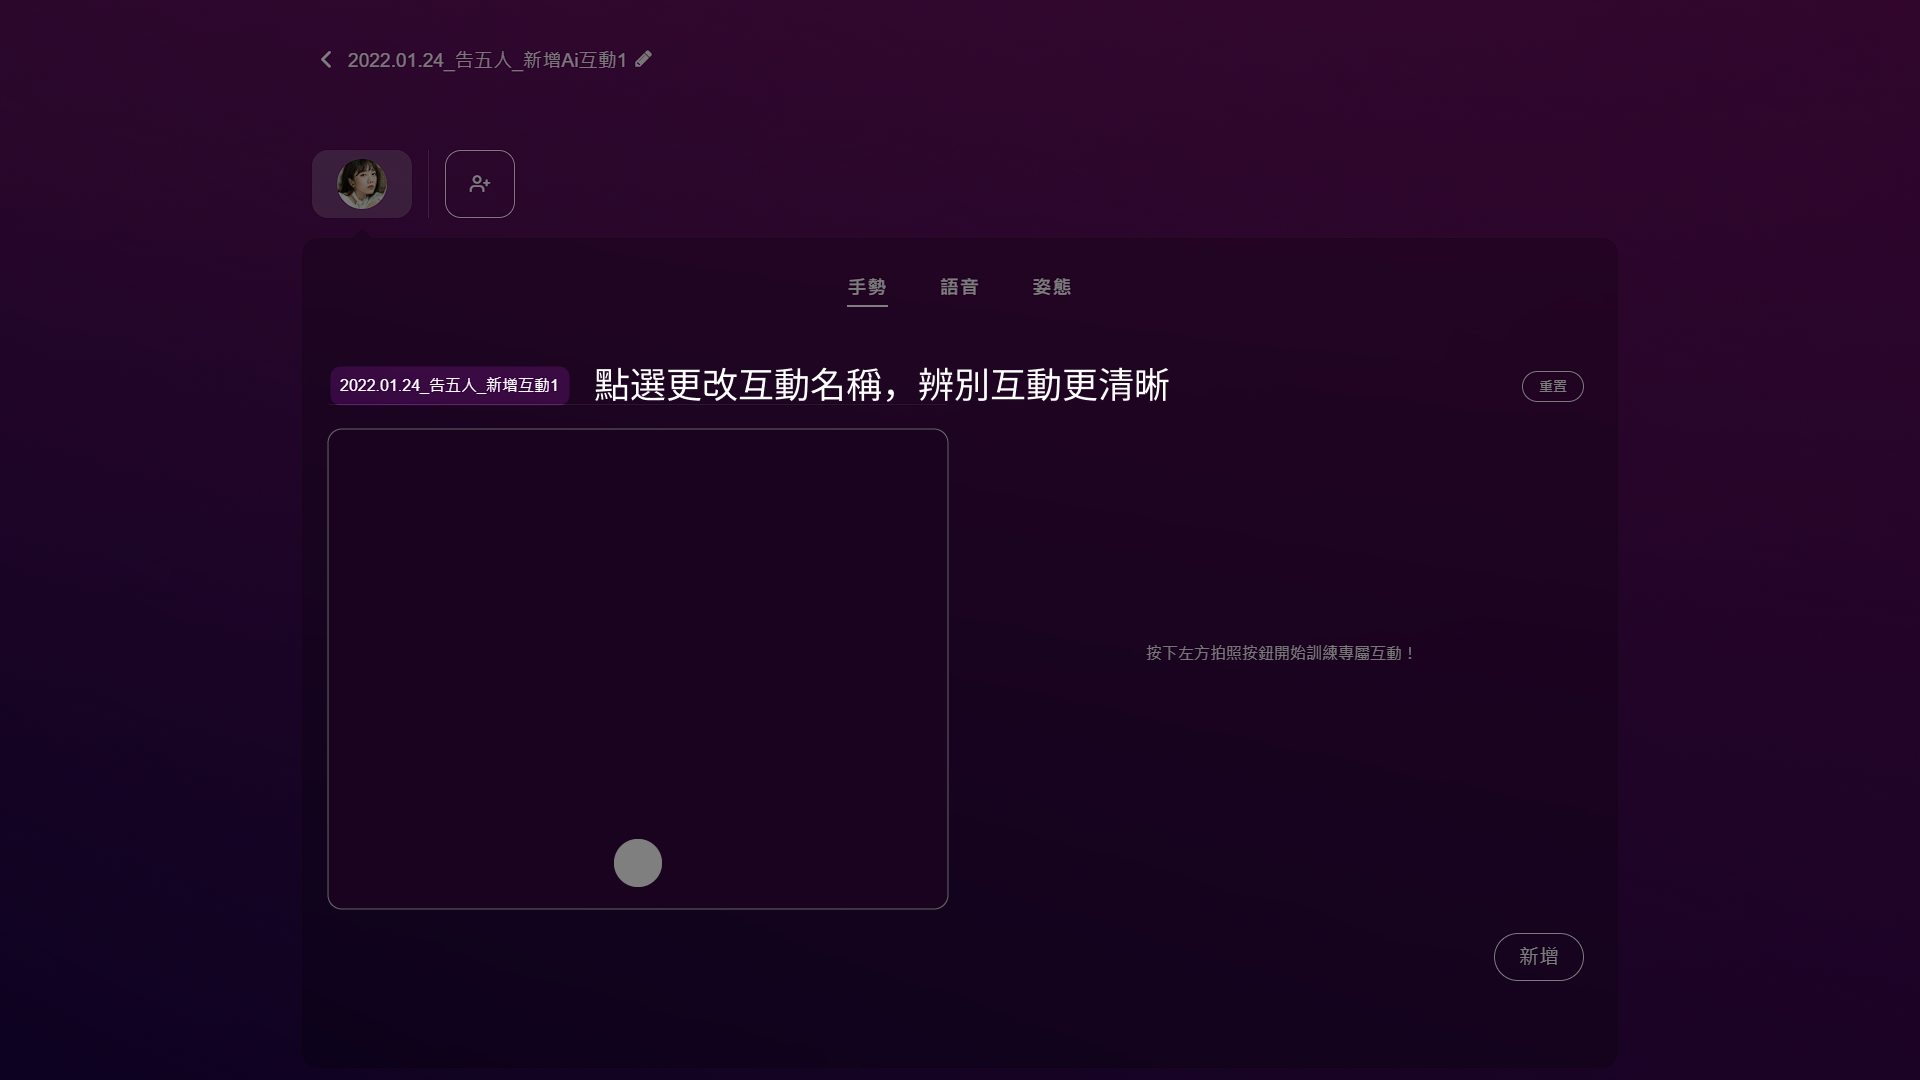 2022.01.24_告五人_新增Ai互動1
手勢
語音
姿態
2022.01.24_告五人_新增互動1
點選更改互動名稱，辨別互動更清晰
重置
按下左方拍照按鈕開始訓練專屬互動！
新增